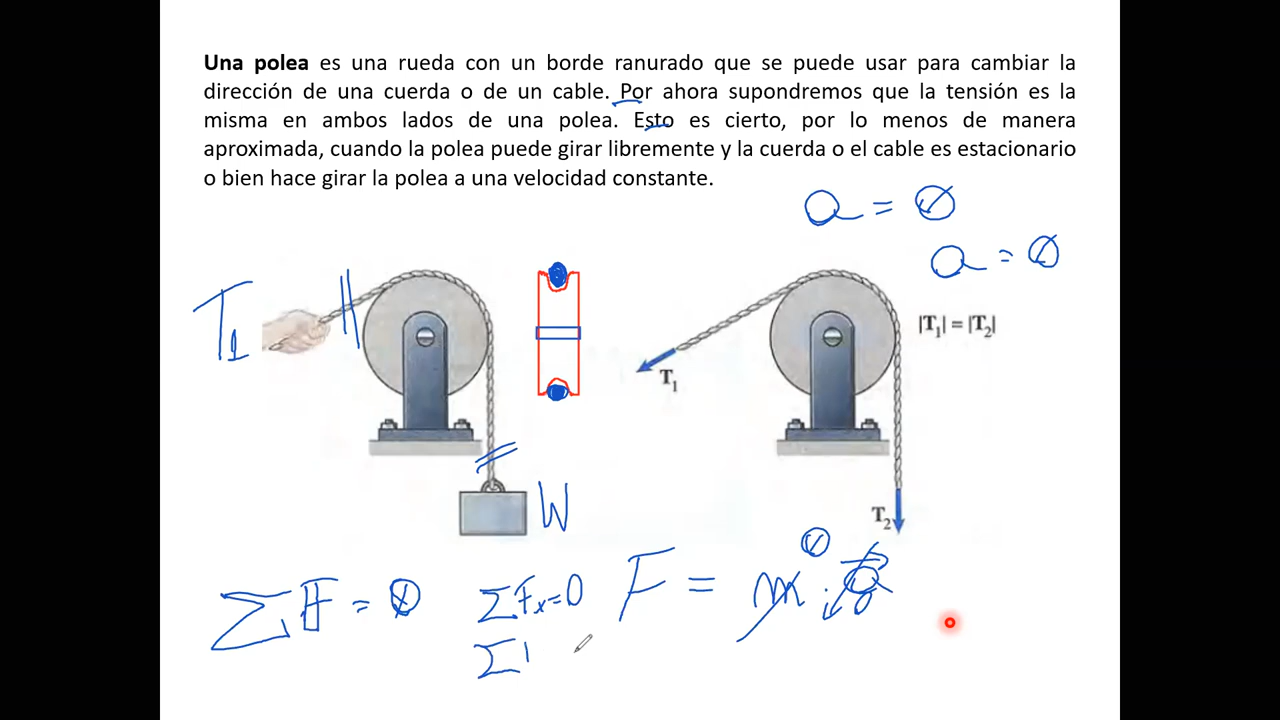 Una polea es una rueda con un borde ranurado que se puede usar para cambiar la
dirección de una cuerda o de un cable. Por ahora supondremos que la tensión es la
misma en ambos lados de una polea. Esto es cierto, por lo menos de manera
aproximada, cuando la polea puede girar libremente y la cuerda o el cable es estacionario
o bien hace girar la polea a una velocidad constante.
a = 0
a = 0
T1
|T₁| = |T₂|
T₁
W
T₂
ΣF = 0
ΣFx=0
F = m · a
Σ